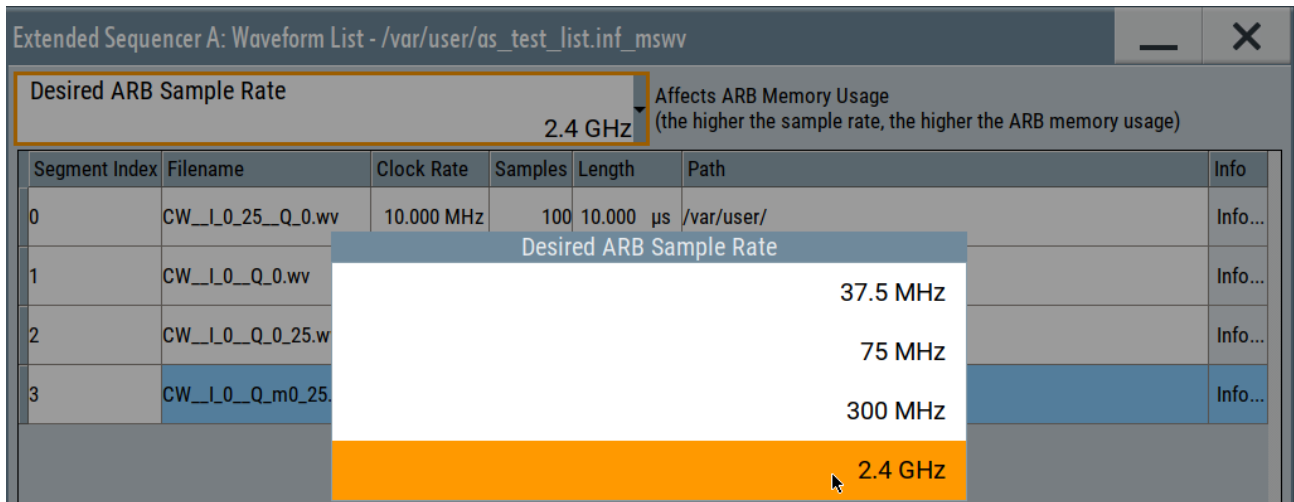 Extended Sequencer A: Waveform List - /var/user/as_test_list.inf_mswv
Desired ARB Sample Rate
2.4 GHz
Affects ARB Memory Usage
(the higher the sample rate, the higher the ARB memory usage)
Segment Index Filename Clock Rate Samples Length Path Info
0 CW__I_0_25__Q_0.wv 10.000 MHz 100 10.000 µs /var/user/ Info...
1 CW__I_0__Q_0.wv Info...
2 CW__I_0__Q_0_25.w Info...
3 CW__I_0__Q_m0_25. Info...
Desired ARB Sample Rate
37.5 MHz
75 MHz
300 MHz
2.4 GHz